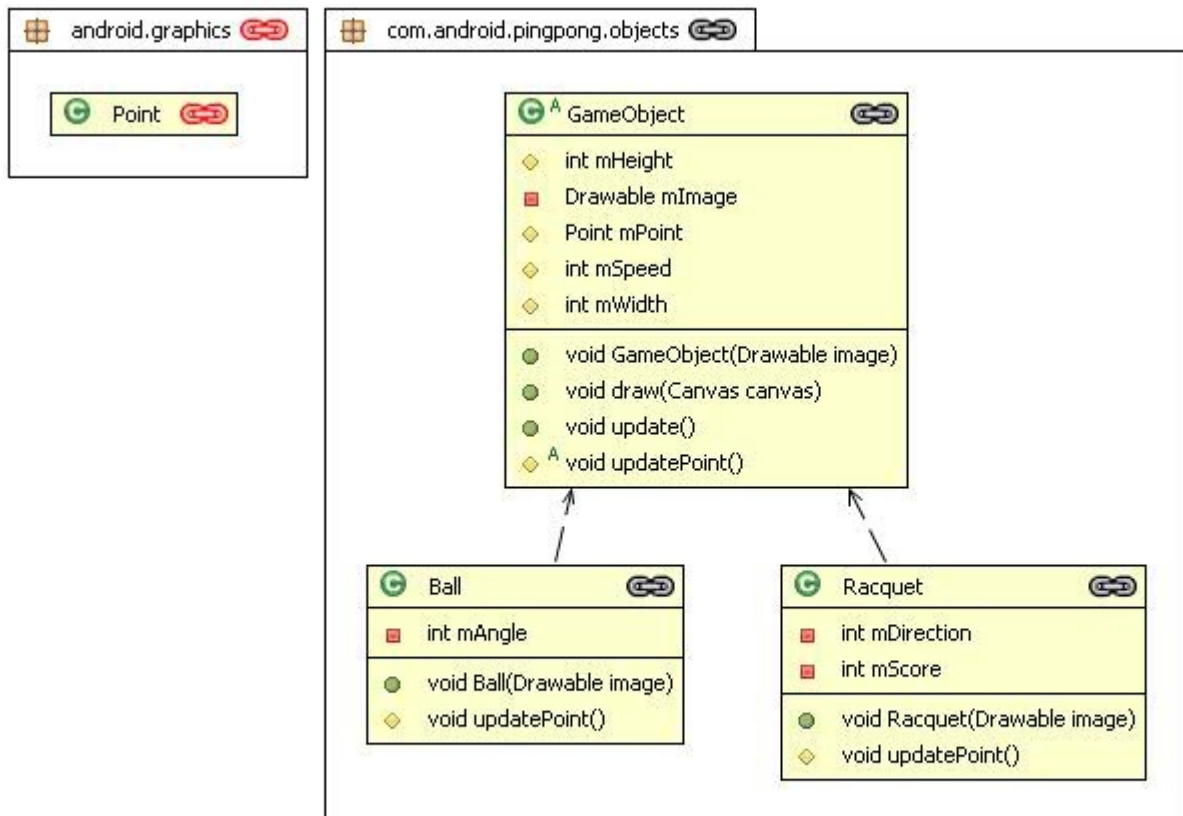 android.graphics
Point
com.android.pingpong.objects
A GameObject
int mHeight
Drawable mImage
Point mPoint
int mSpeed
int mWidth
void GameObject(Drawable image)
void draw(Canvas canvas)
void update()
A void updatePoint()
C Ball
int mAngle
void Ball(Drawable image)
void updatePoint()
C Racquet
int mDirection
int mScore
void Racquet(Drawable image)
void updatePoint()